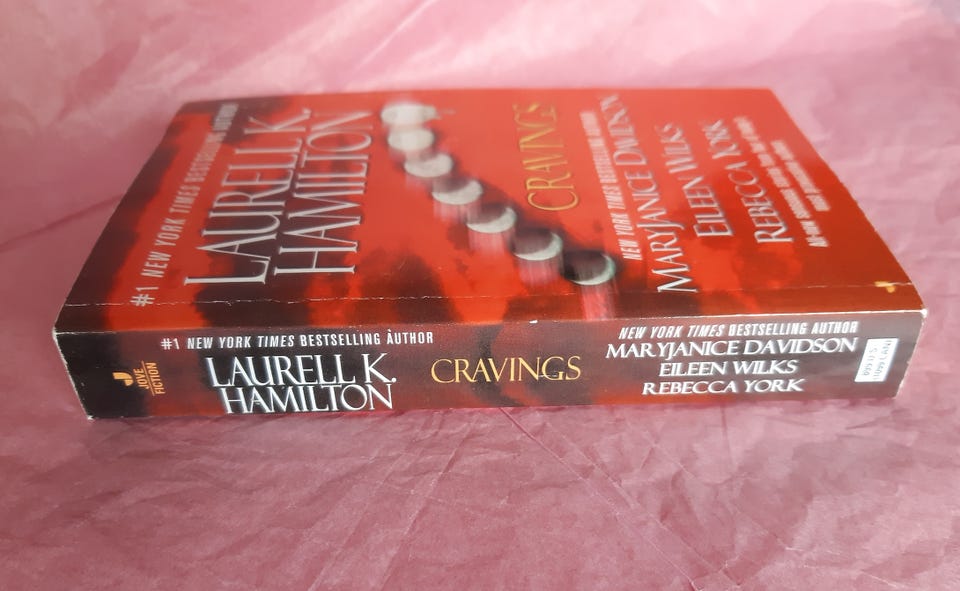 #1 NEW YORK TIMES BESTSELLING
LAURELL K.
HAMILTON
CRAVINGS
NEW YORK TIMES BESTSELLING AUTHOR
MARYJANICE DAVIDSON
EILEEN WILKS
REBECCA YORK
JOVE
FICTION
#1 NEW YORK TIMES BESTSELLING AUTHOR
LAURELL K.
HAMILTON
CRAVINGS
NEW YORK TIMES BESTSELLING AUTHOR
MARYJANICE DAVIDSON
EILEEN WILKS
REBECCA YORK